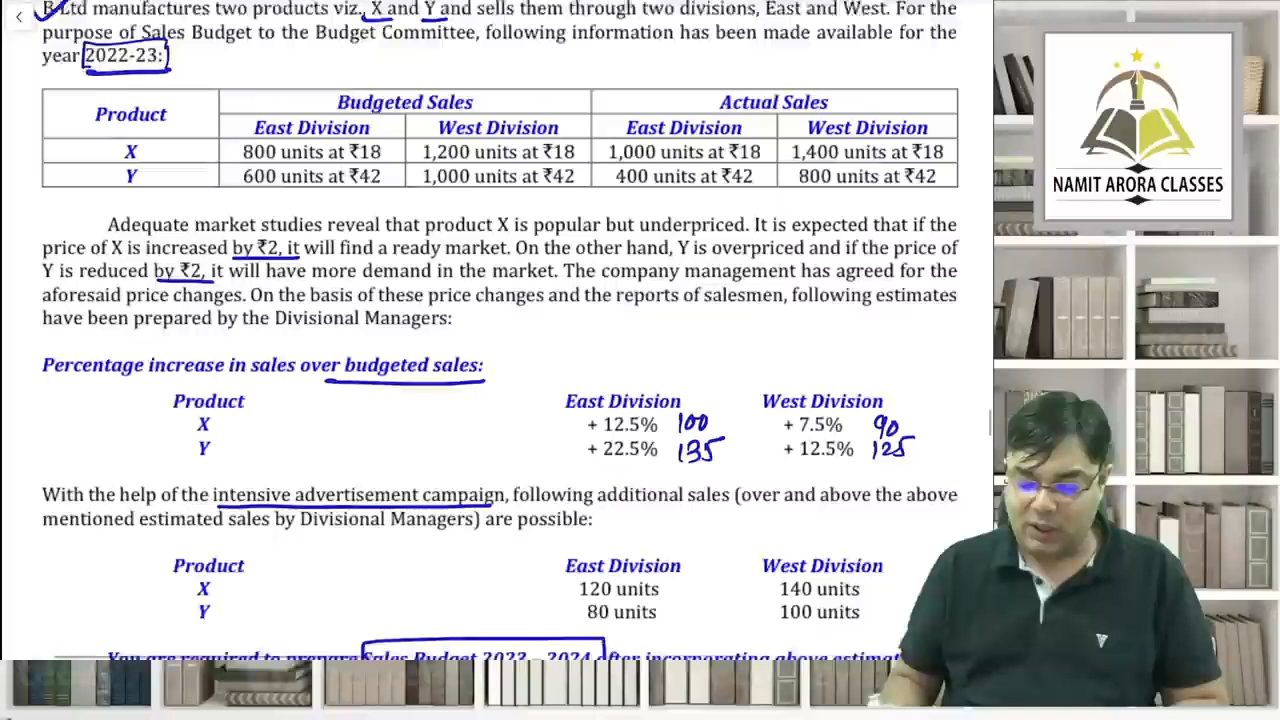 R Ltd manufactures two products viz., X and Y and sells them through two divisions, East and West. For the
purpose of Sales Budget to the Budget Committee, following information has been made available for the
year 2022-23:
Product Budgeted Sales Actual Sales
East Division West Division East Division West Division
X 800 units at ₹18 1,200 units at ₹18 1,000 units at ₹18 1,400 units at ₹18
Y 600 units at ₹42 1,000 units at ₹42 400 units at ₹42 800 units at ₹42
Adequate market studies reveal that product X is popular but underpriced. It is expected that if the
price of X is increased by ₹2, it will find a ready market. On the other hand, Y is overpriced and if the price of
Y is reduced by ₹2, it will have more demand in the market. The company management has agreed for the
aforesaid price changes. On the basis of these price changes and the reports of salesmen, following estimates
have been prepared by the Divisional Managers:
Percentage increase in sales over budgeted sales:
Product East Division West Division
X + 12.5% 100 + 7.5% 90
Y + 22.5% 135 + 12.5% 125
With the help of the intensive advertisement campaign, following additional sales (over and above the above
mentioned estimated sales by Divisional Managers) are possible:
Product East Division West Division
X 120 units 140 units
Y 80 units 100 units
You are required to prepare Sales Budget 2023 – 2024 after incorporating above
NAMIT ARORA CLASSES